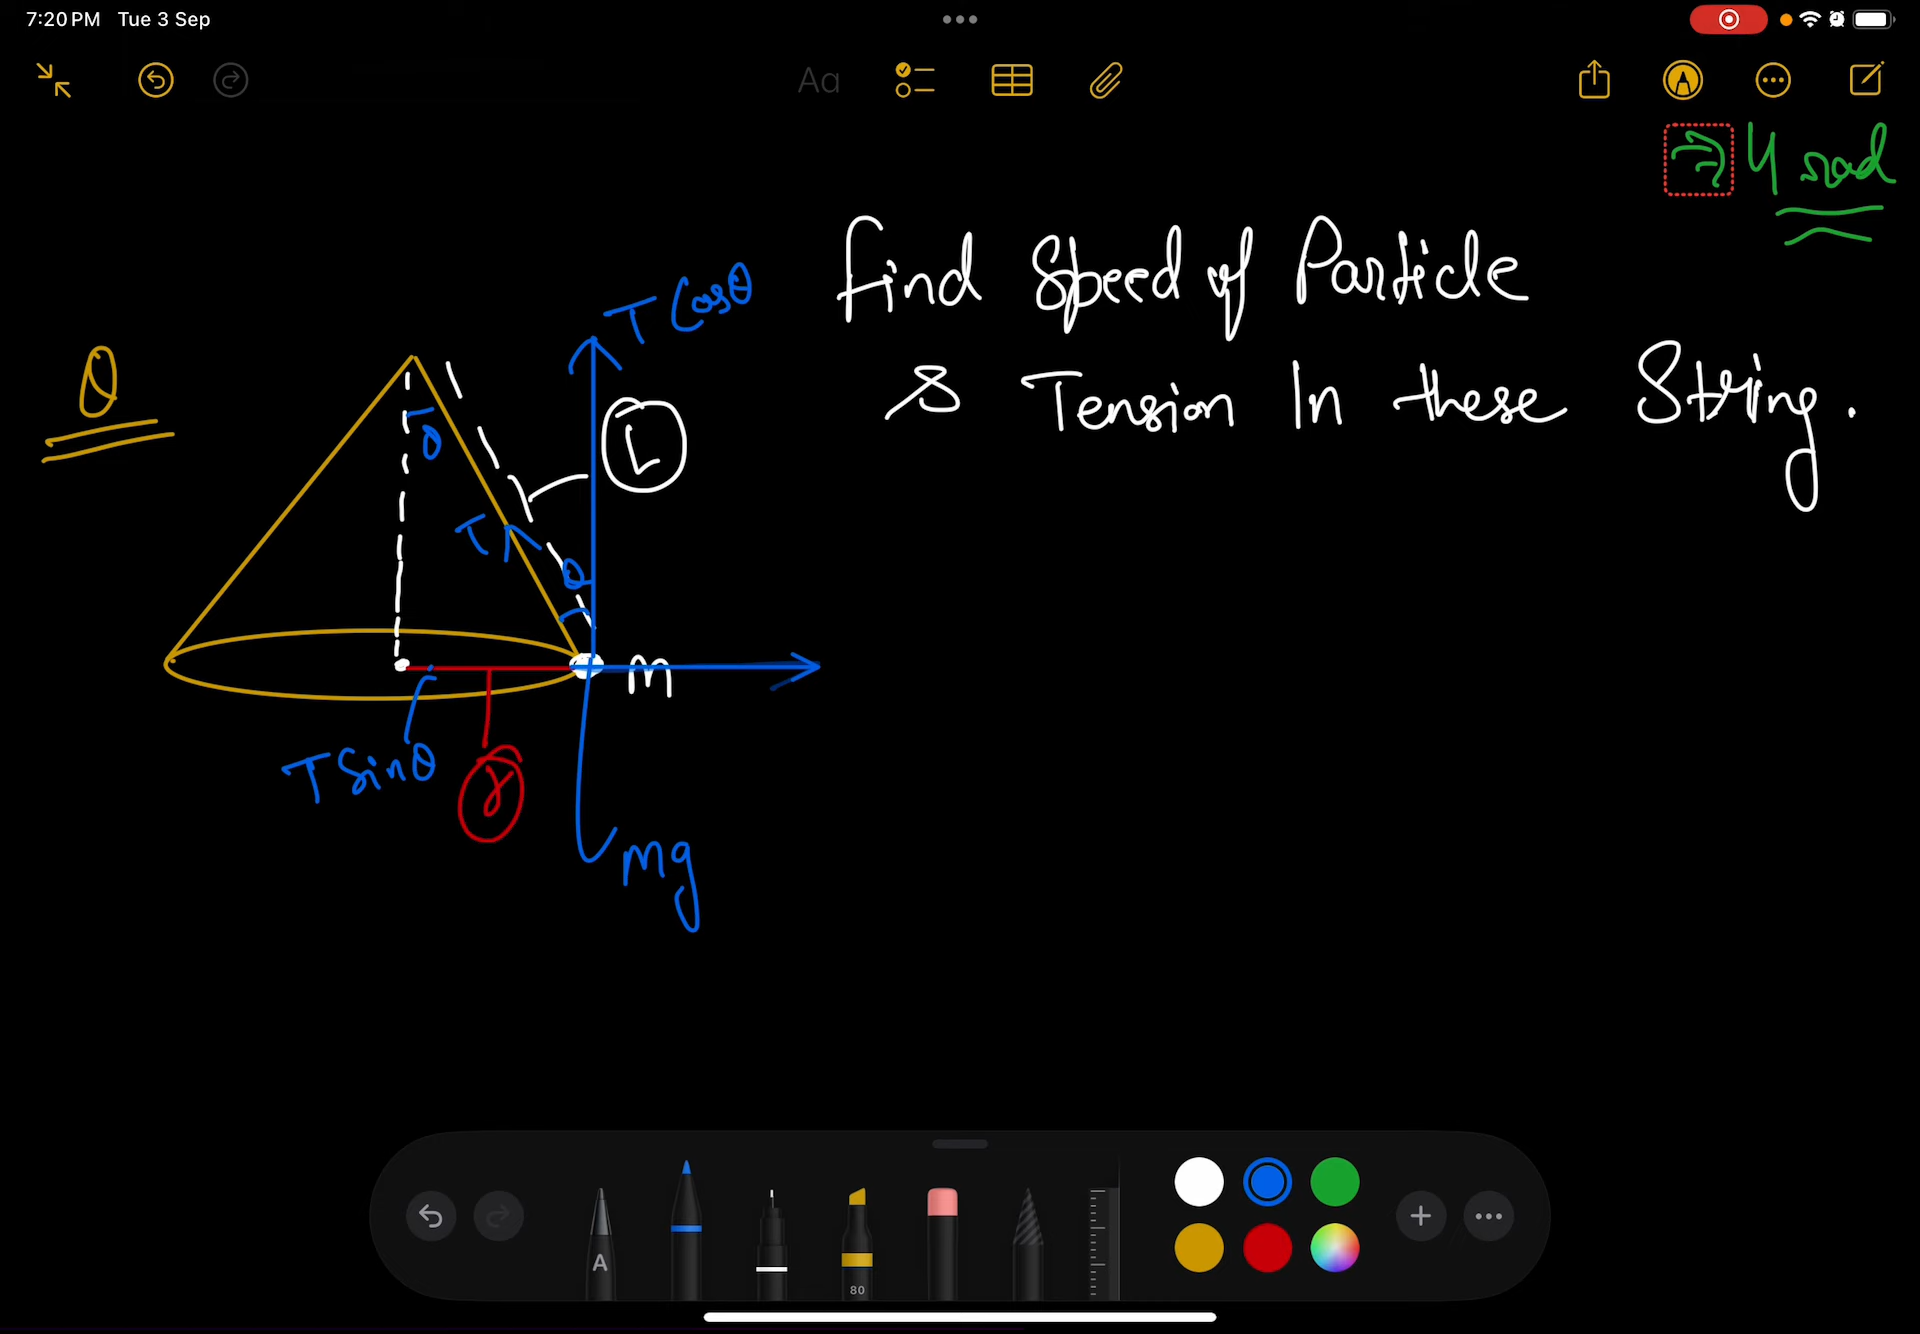 7:20 PM Tue 3 Sep
Aa
4 rad
Find Speed of Particle
& Tension In these String.
Q
T Cosθ
θ
L
T
θ
m
T Sinθ
r
mg
A
80